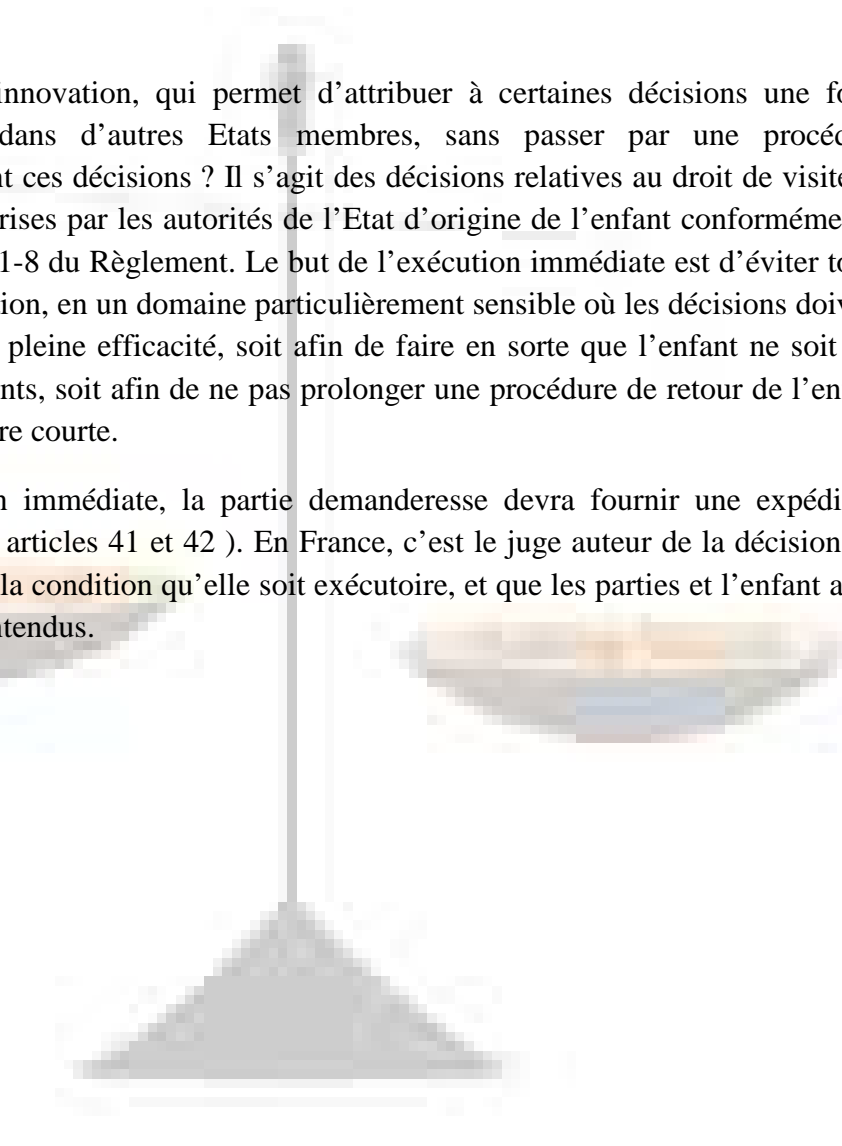 innovation, qui permet d’attribuer à certaines décisions une fo
dans d’autres Etats membres, sans passer par une procéd
nt ces décisions ? Il s’agit des décisions relatives au droit de visite
rises par les autorités de l’Etat d’origine de l’enfant conforméme
1-8 du Règlement. Le but de l’exécution immédiate est d’éviter to
ion, en un domaine particulièrement sensible où les décisions doiv
pleine efficacité, soit afin de faire en sorte que l’enfant ne soit
nts, soit afin de ne pas prolonger une procédure de retour de l’en
re courte.
n immédiate, la partie demanderesse devra fournir une expédi
articles 41 et 42 ). En France, c’est le juge auteur de la décision
la condition qu’elle soit exécutoire, et que les parties et l’enfant a
ntendus.